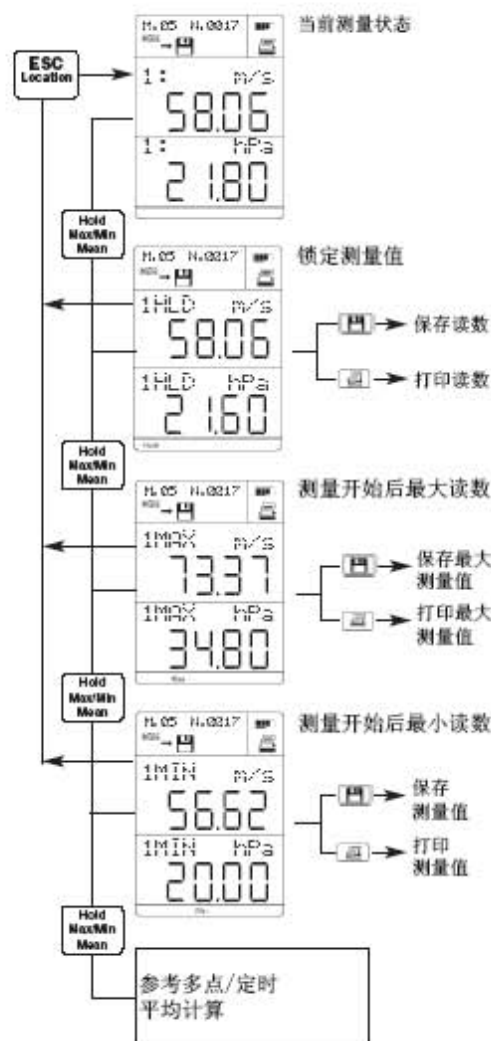 M.05 N.0017
当前测量状态
ESC
Location
1: m/s
58.06
1: hPa
21.80
Hold
Max/Min
Mean
M.05 N.0017
锁定测量值
1HLD m/s
58.06
保存读数
打印读数
1HLD hPa
21.60
Hold
Hold
Max/Min
Mean
M.05 N.0017
测量开始后最大读数
1MAX m/s
73.37
保存最大
测量值
1MAX hPa
34.80
打印最大
测量值
Hold
Max/Min
Mean
M.05 N.0017
测量开始后最小读数
1MIN m/s
56.62
保存
测量值
1MIN hPa
20.00
打印
测量值
Hold
Max/Min
Mean
参考多点/定时
平均计算